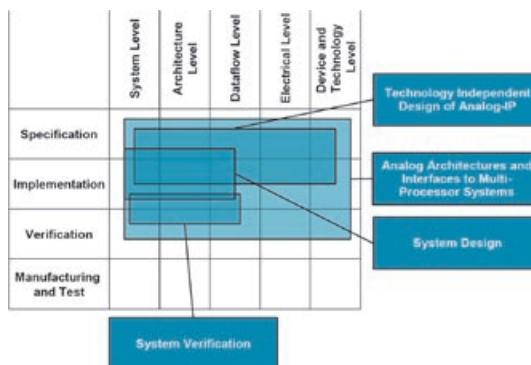 System Level
Architecture
Level
Dataflow Level
Electrical Level
Device and
Technology
Level
Specification
Implementation
Verification
Manufacturing
and Test
Technology Independent
Design of Analog-IP
Analog Architectures and
Interfaces to Multi-
Processor Systems
System Design
System Verification